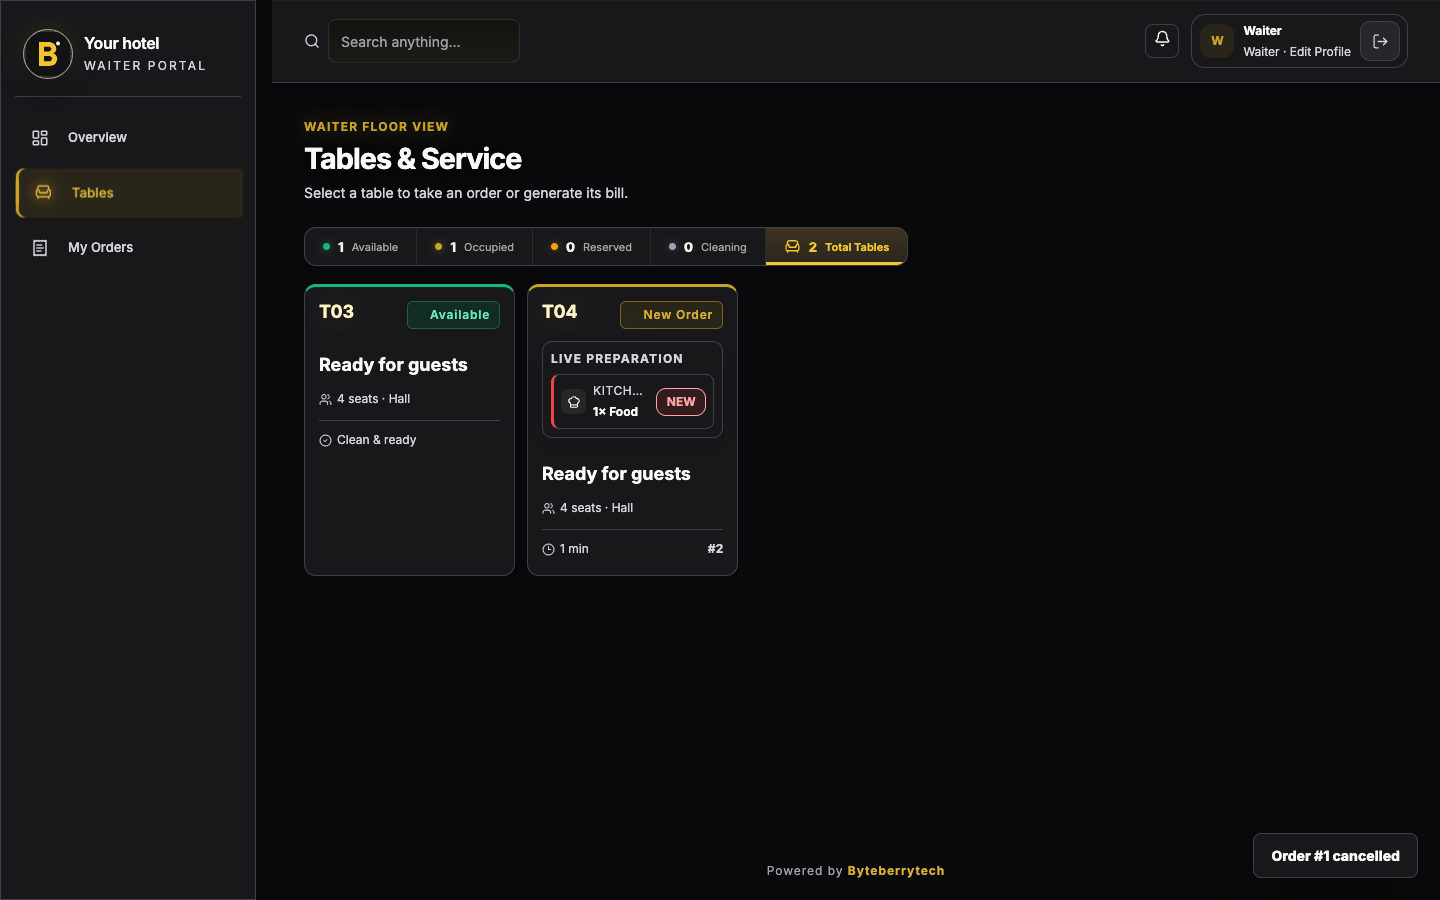 B
Your hotel
WAITER PORTAL
Overview
Tables
My Orders
Search anything...
W
Waiter
Waiter · Edit Profile
WAITER FLOOR VIEW
Tables & Service
Select a table to take an order or generate its bill.
1 Available
1 Occupied
0 Reserved
0 Cleaning
2 Total Tables
T03
Available
Ready for guests
4 seats · Hall
Clean & ready
T04
New Order
LIVE PREPARATION
KITCH...
1× Food
NEW
Ready for guests
4 seats · Hall
1 min
#2
Powered by Byteberrytech
Order #1 cancelled